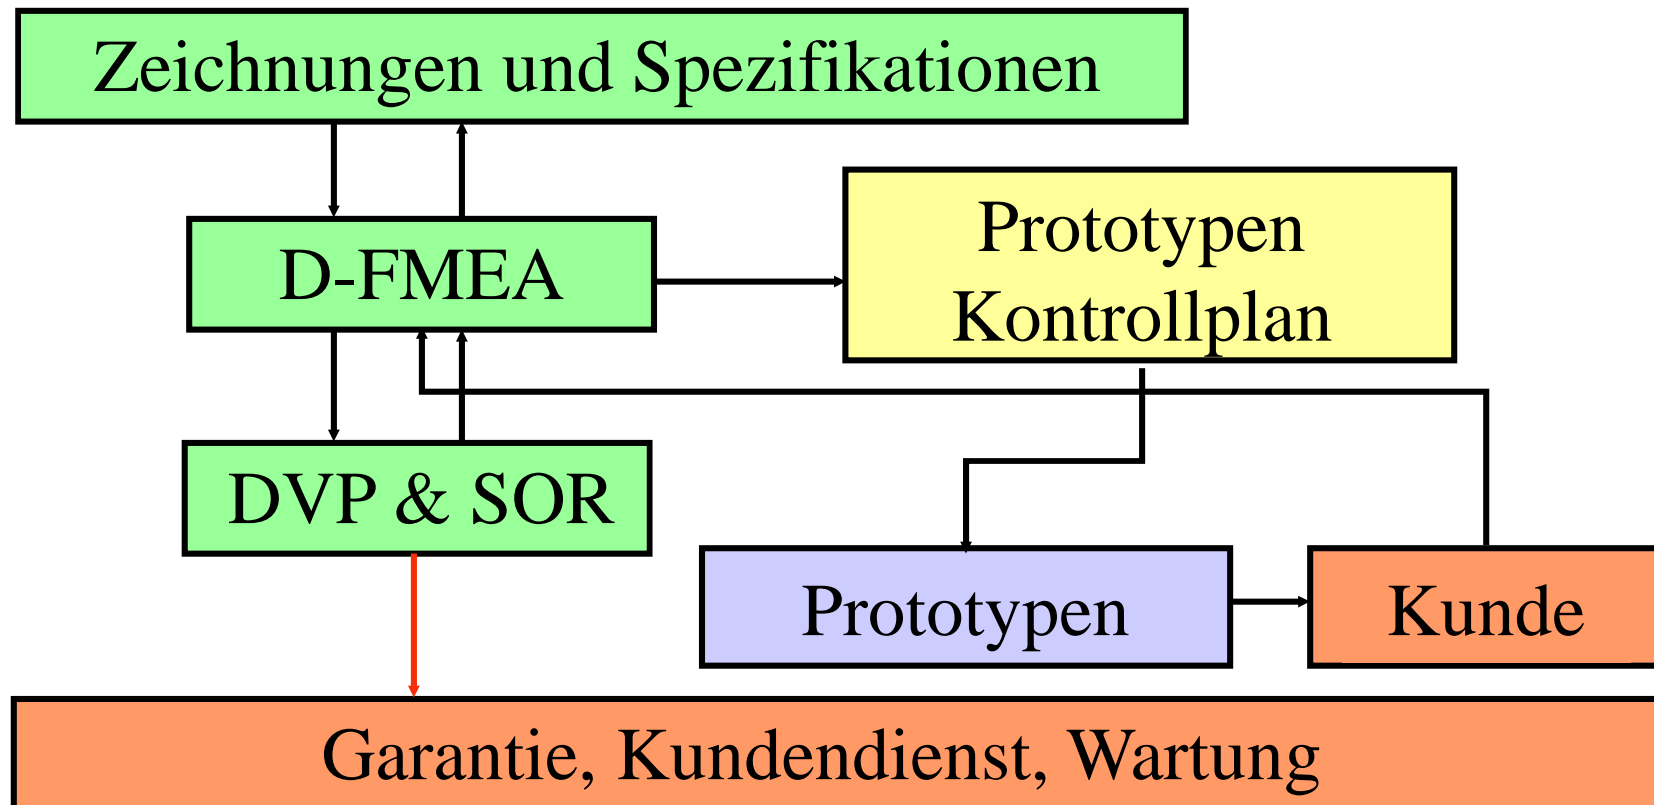 Zeichnungen und Spezifikationen
D-FMEA
Prototypen
Kontrollplan
DVP & SOR
Prototypen
Kunde
Garantie, Kundendienst, Wartung